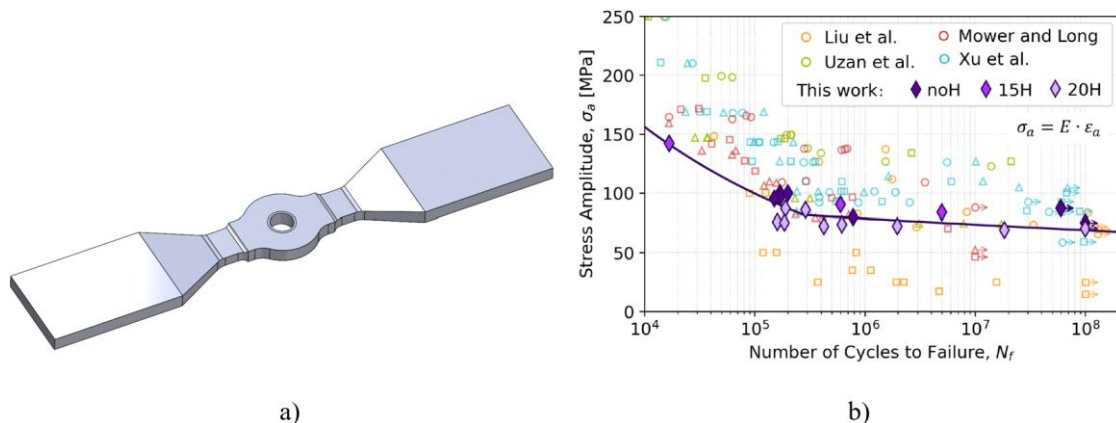 a)
250
200
150
100
50
0
Stress Amplitude, σₐ [MPa]
Liu et al.
Mower and Long
Uzan et al.
Xu et al.
This work: noH 15H 20H
σₐ = E · εₐ
10⁴ 10⁵ 10⁶ 10⁷ 10⁸
Number of Cycles to Failure, N_f
b)